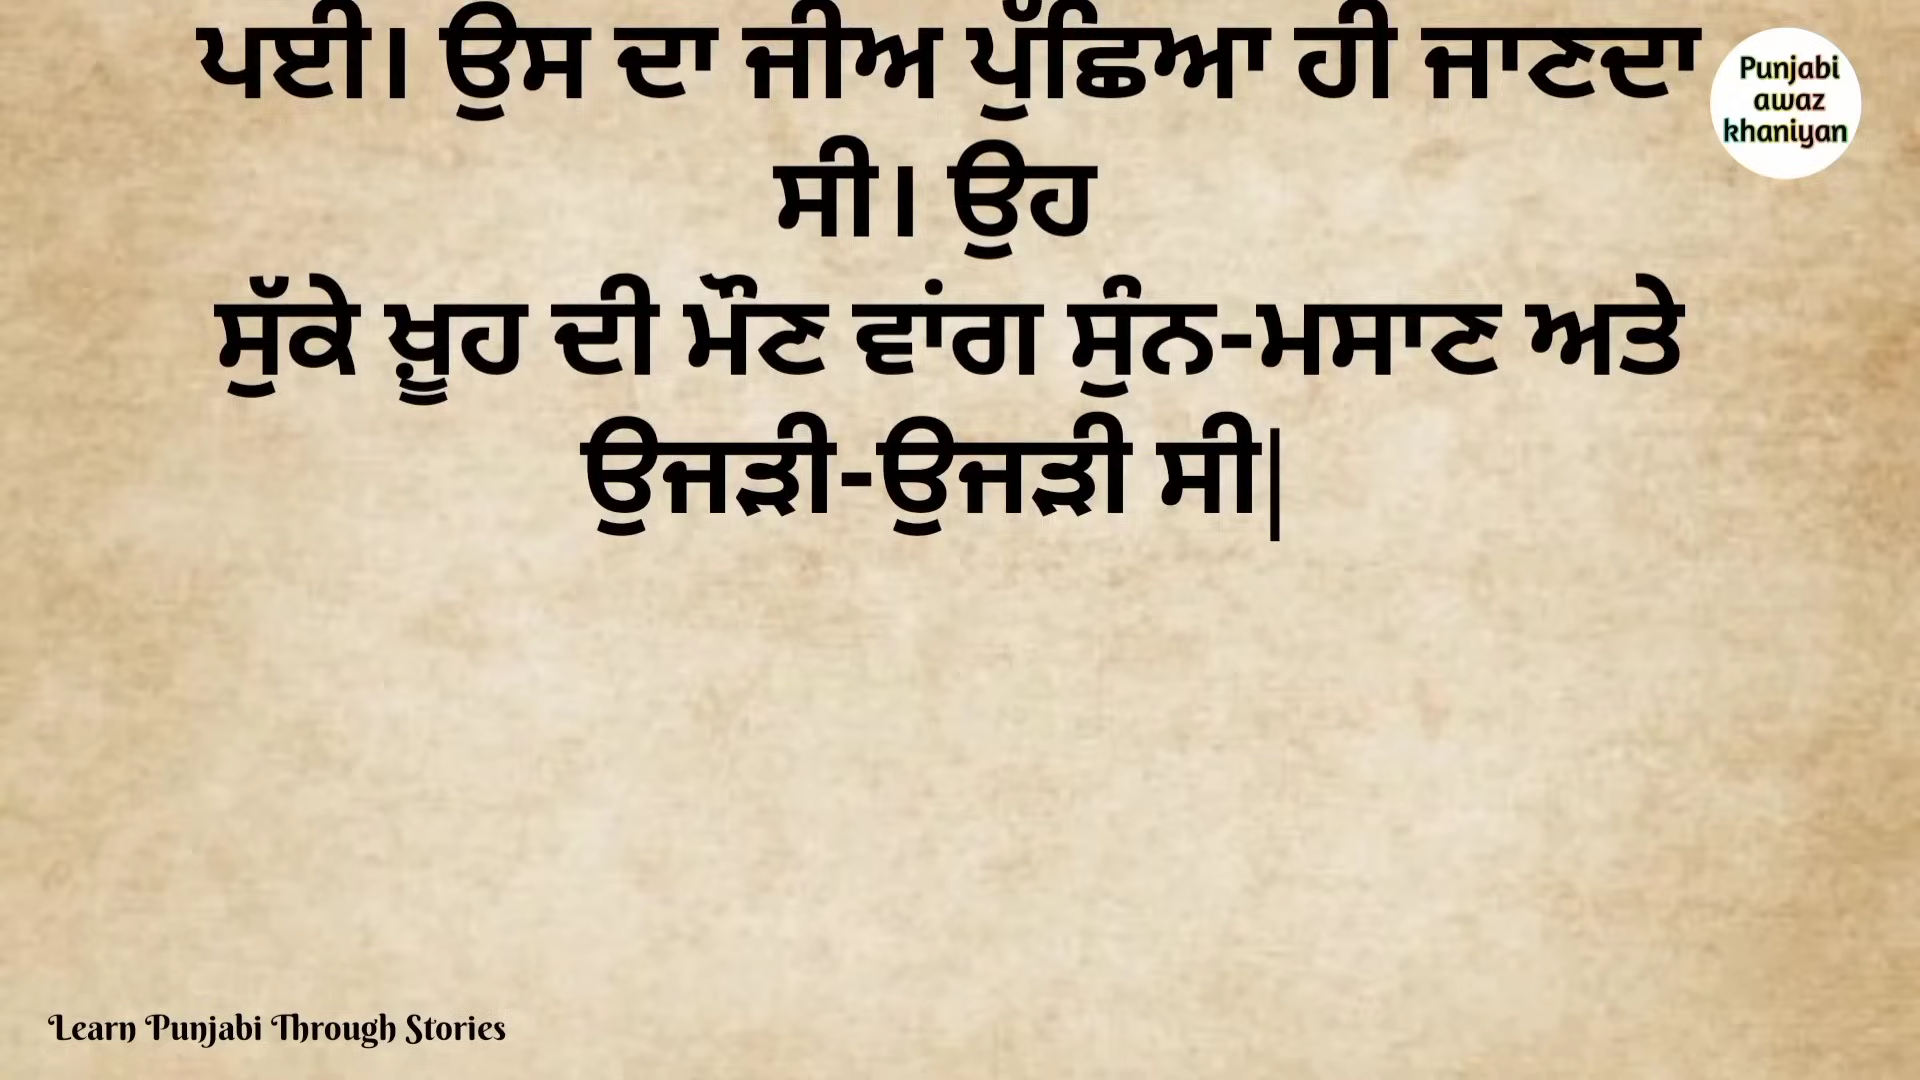 ਪਈ। ਉਸ ਦਾ ਜੀਅ ਪੁੱਛਿਆ ਹੀ ਜਾਣਦਾ
ਸੀ। ਉਹ
ਸੁੱਕੇ ਖ਼ੂਹ ਦੀ ਮੌਣ ਵਾਂਗ ਸੁੰਨ-ਮਸਾਣ ਅਤੇ
ਉਜੜੀ-ਉਜੜੀ ਸੀ|
Punjabi
awaz
khaniyan
Learn Punjabi Through Stories